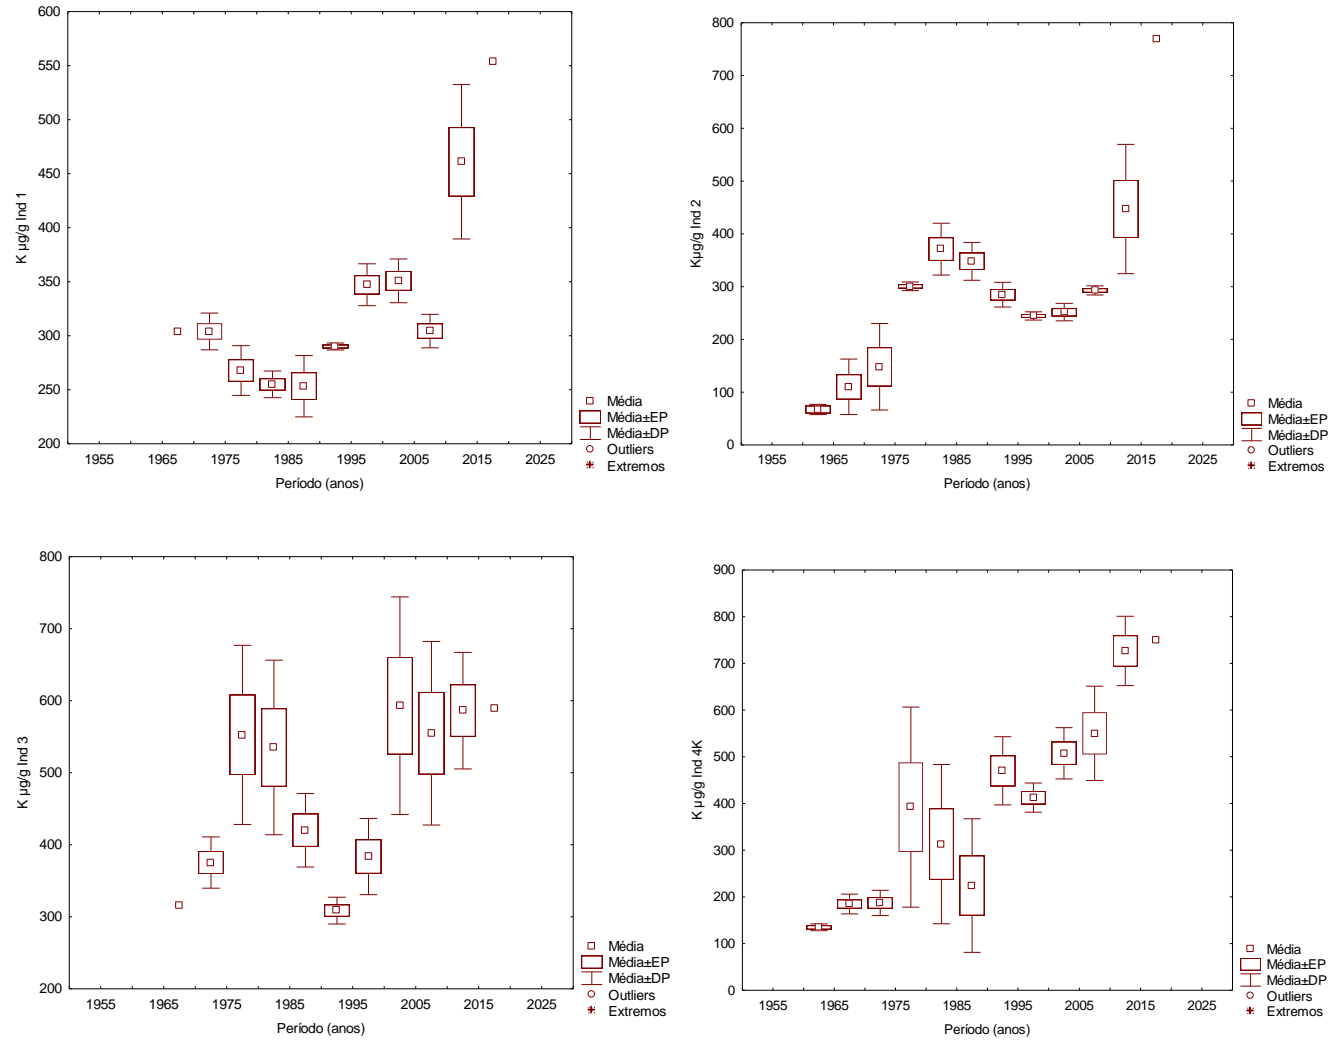 K µg/g Ind 1
600
550
500
450
400
350
300
250
200
1955 1965 1975 1985 1995 2005 2015 2025
Período (anos)
Média
Média±EP
Média±DP
Outliers
Extremos
Kµg/g Ind 2
800
700
600
500
400
300
200
100
0
1955 1965 1975 1985 1995 2005 2015 2025
Período (anos)
Média
Média±EP
Média±DP
Outliers
Extremos
K µg/g Ind 3
800
700
600
500
400
300
200
1955 1965 1975 1985 1995 2005 2015 2025
Período (anos)
Média
Média±EP
Média±DP
Outliers
Extremos
K µg/g Ind 4K
900
800
700
600
500
400
300
200
100
0
1955 1965 1975 1985 1995 2005 2015 2025
Período (anos)
Média
Média±EP
Média±DP
Outliers
Extremos